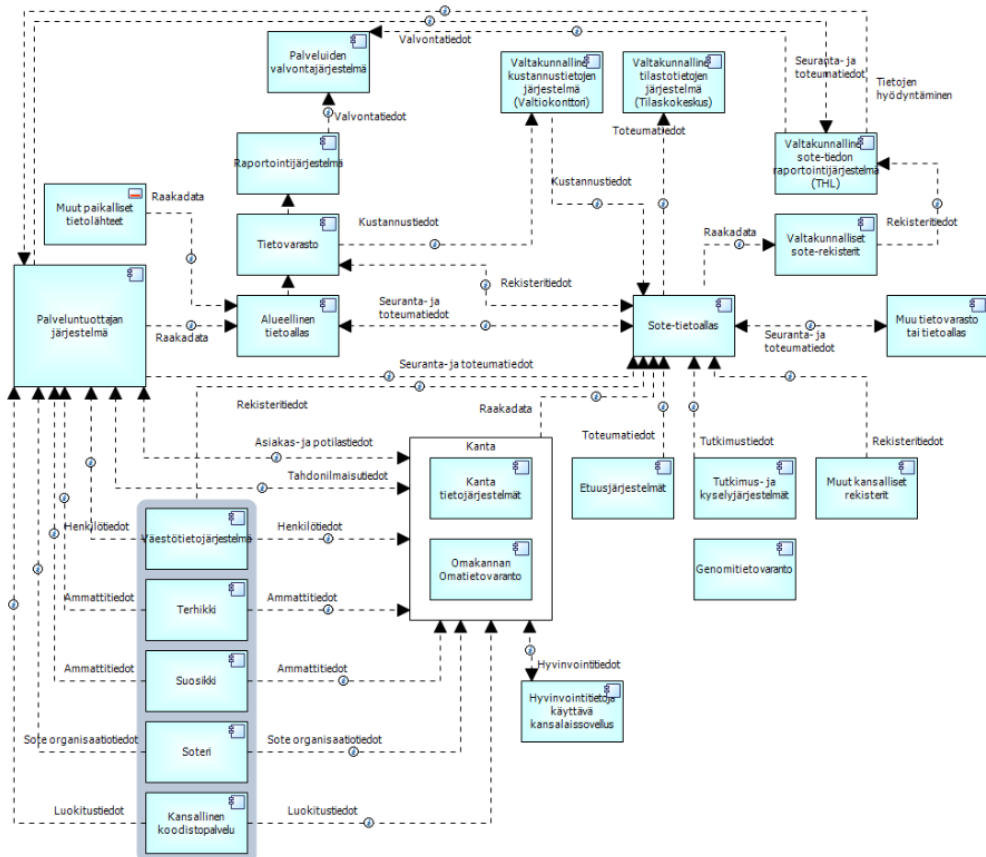 Valvontatiedot
Palveluiden
valvontajärjestelmä
Valtakunnalline
kustannustietojen
järjestelmä
(Valtiokonttori)
Valtakunnalline
tilastotietojen
järjestelmä
(Tilaskokeskus)
Seuranta- ja
toteumatiedot
Tietojen
hyödyntäminen
Valvontatiedot
Toteumatiedot
Raportointijärjestelmä
Valtakunnalline
sote-tiedon
raportointijärjestelmä
(THL)
Muut paikalliset
tietolähteet
Raakadata
Kustannustiedot
Kustannustiedot
Tietovarasto
Raakadata
Valtakunnalliset
sote-rekisterit
Rekisteritiedot
Rekisteritiedot
Palveluntuottajan
järjestelmä
Raakadata
Alueellinen
tietoallas
Seuranta- ja
toteumatiedot
Sote-tietoallas
Seuranta- ja
toteumatiedot
Muu tietovarasto
tai tietoallas
Seuranta- ja toteumatiedot
Rekisteritiedot
Raakadata
Asiakas- ja potilastiedot
Kanta
Toteumatiedot
Tutkimustiedot
Rekisteritiedot
Tahdonilmaisutiedot
Kanta
tietojärjestelmät
Etuusjärjestelmät
Tutkimus- ja
kyselyjärjestelmät
Muut kansalliset
rekisterit
Henkilötiedot
Väestötietojärjestelmä
Henkilötiedot
Omakannan
Omatietovaranto
Genomitietovaranto
Ammattitiedot
Terhikki
Ammattitiedot
Ammattitiedot
Suosikki
Ammattitiedot
Hyvinvointitiedot
Hyvinvointitietoja
käyttävä
kansalaissovellus
Sote organisaatiotiedot
Soteri
Sote organisaatiotiedot
Luokitustiedot
Kansallinen
koodistopalvelu
Luokitustiedot